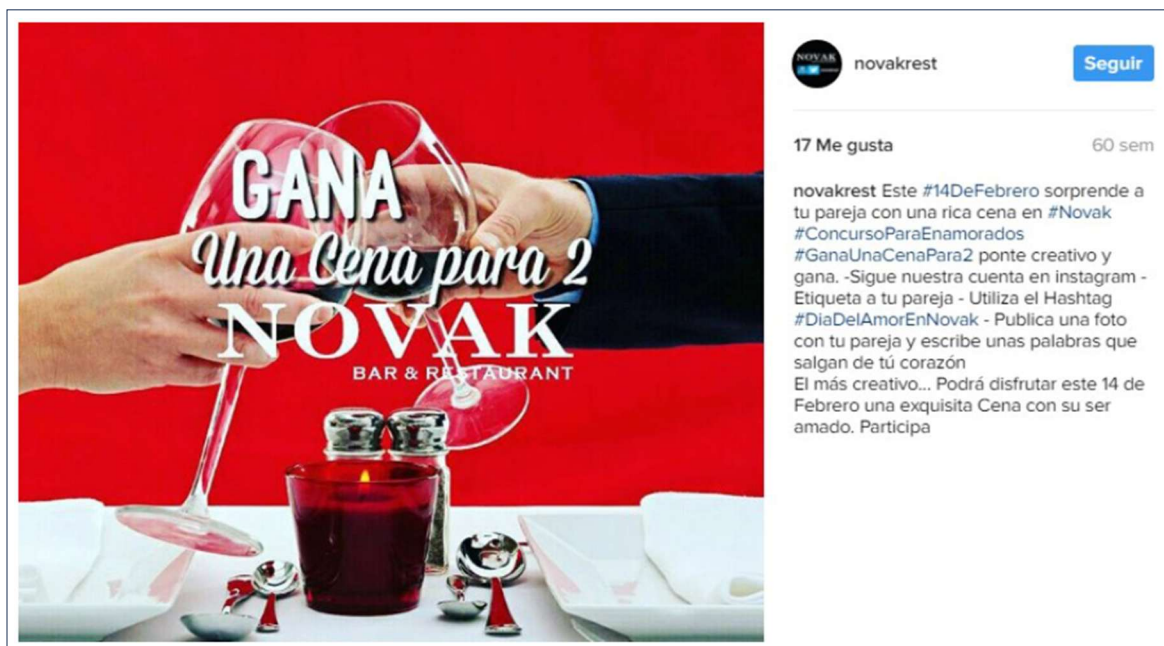 GANA
Una Cena para 2
NOVAK
BAR & RESTAURANT
NOVAK
novakrest
Seguir
17 Me gusta
60 sem
novakrest Este #14DeFebrero sorprende a
tu pareja con una rica cena en #Novak
#ConcursoParaEnamorados
#GanaUnaCenaPara2 ponte creativo y
gana. -Sigue nuestra cuenta en instagram -
Etiqueta a tu pareja - Utiliza el Hashtag
#DiaDelAmorEnNovak - Publica una foto
con tu pareja y escribe unas palabras que
salgan de tú corazón
El más creativo... Podrá disfrutar este 14 de
Febrero una exquisita Cena con su ser
amado. Participa